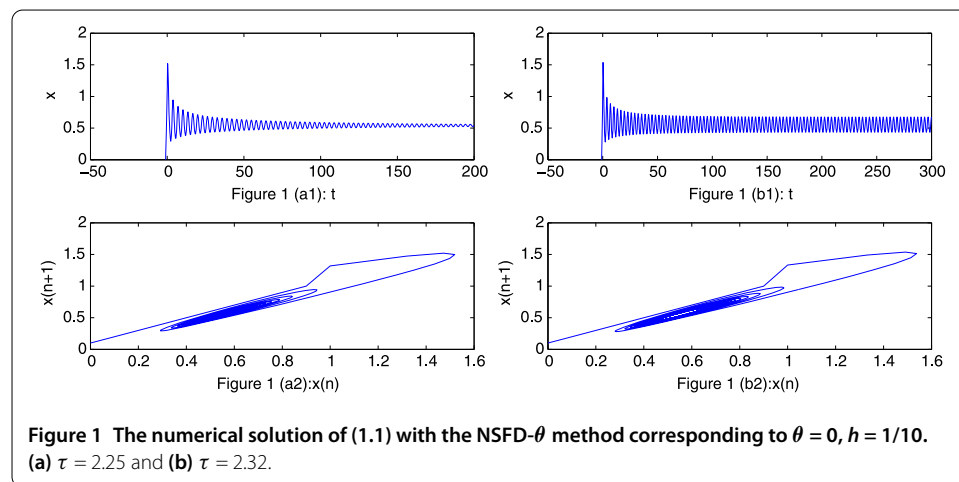 2
1.5
1
0.5
0
x
−50 0 50 100 150 200
Figure 1 (a1): t
2
1.5
1
0.5
0
x
−50 0 50 100 150 200 250 300
Figure 1 (b1): t
2
1.5
1
0.5
0
x(n+1)
0 0.2 0.4 0.6 0.8 1 1.2 1.4 1.6
Figure 1 (a2):x(n)
2
1.5
1
0.5
0
x(n+1)
0 0.2 0.4 0.6 0.8 1 1.2 1.4 1.6
Figure 1 (b2):x(n)
Figure 1 The numerical solution of (1.1) with the NSFD-θ method corresponding to θ = 0, h = 1/10.
(a) τ = 2.25 and (b) τ = 2.32.